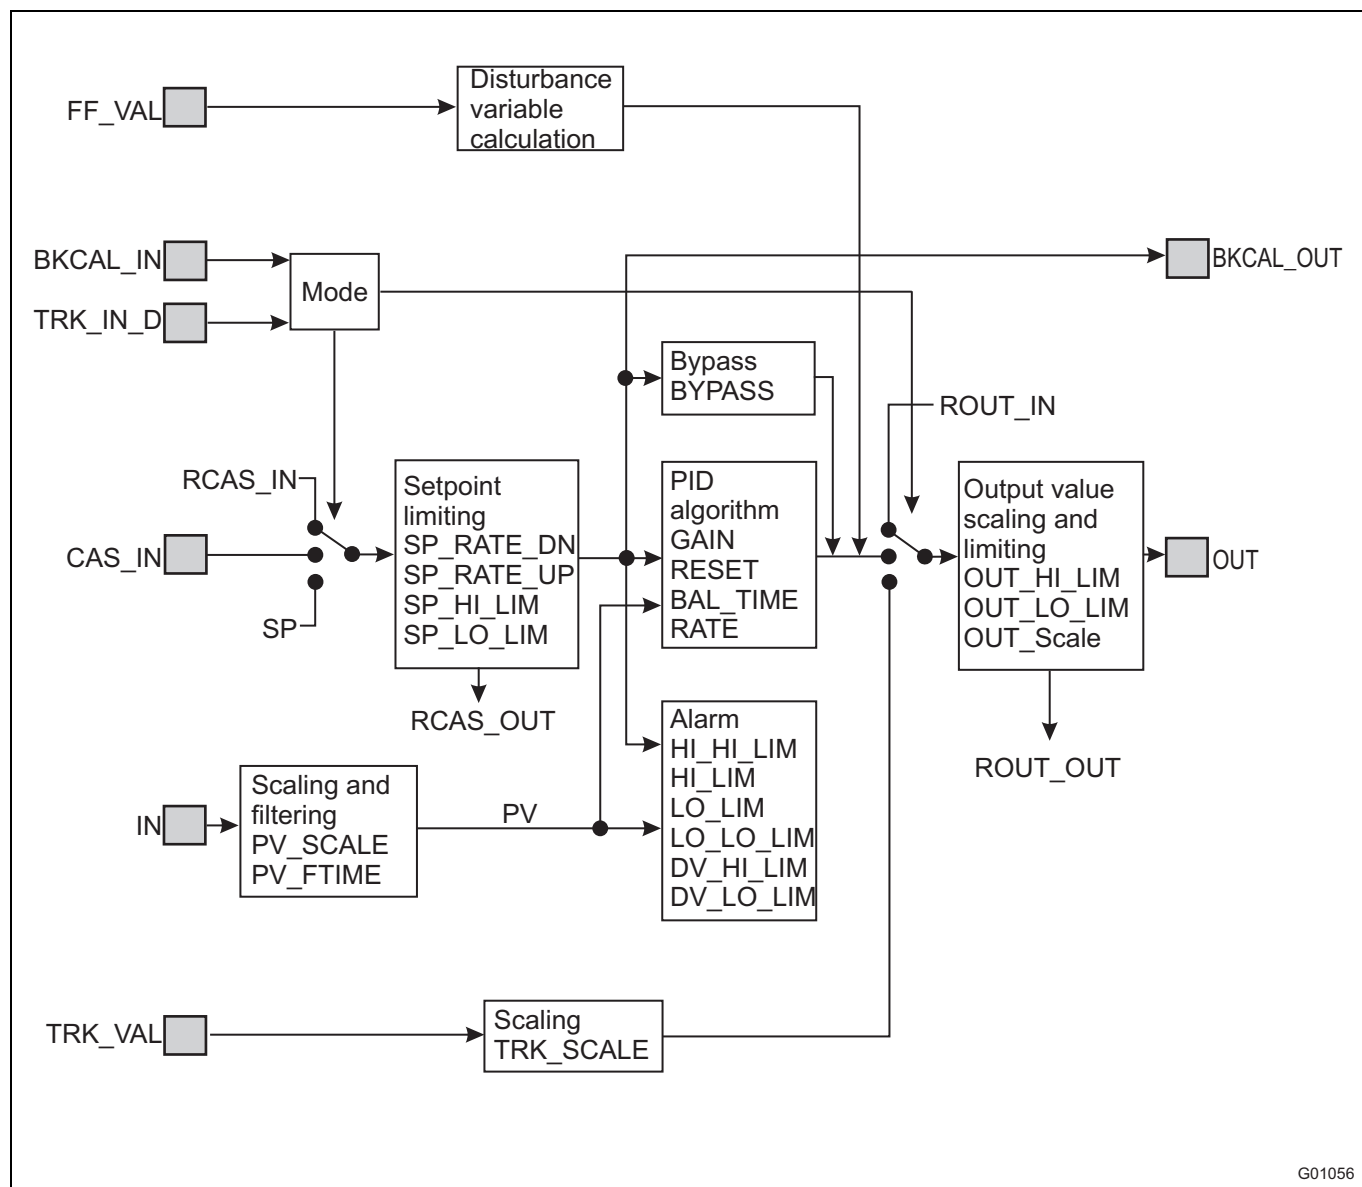 FF_VAL
Disturbance
variable
calculation
BKCAL_IN
TRK_IN_D
Mode
BKCAL_OUT
Bypass
BYPASS
ROUT_IN
RCAS_IN
CAS_IN
SP
Setpoint
limiting
SP_RATE_DN
SP_RATE_UP
SP_HI_LIM
SP_LO_LIM
RCAS_OUT
PID
algorithm
GAIN
RESET
BAL_TIME
RATE
Output value
scaling and
limiting
OUT_HI_LIM
OUT_LO_LIM
OUT_Scale
OUT
ROUT_OUT
IN
Scaling and
filtering
PV_SCALE
PV_FTIME
PV
Alarm
HI_HI_LIM
HI_LIM
LO_LIM
LO_LO_LIM
DV_HI_LIM
DV_LO_LIM
TRK_VAL
Scaling
TRK_SCALE
G01056